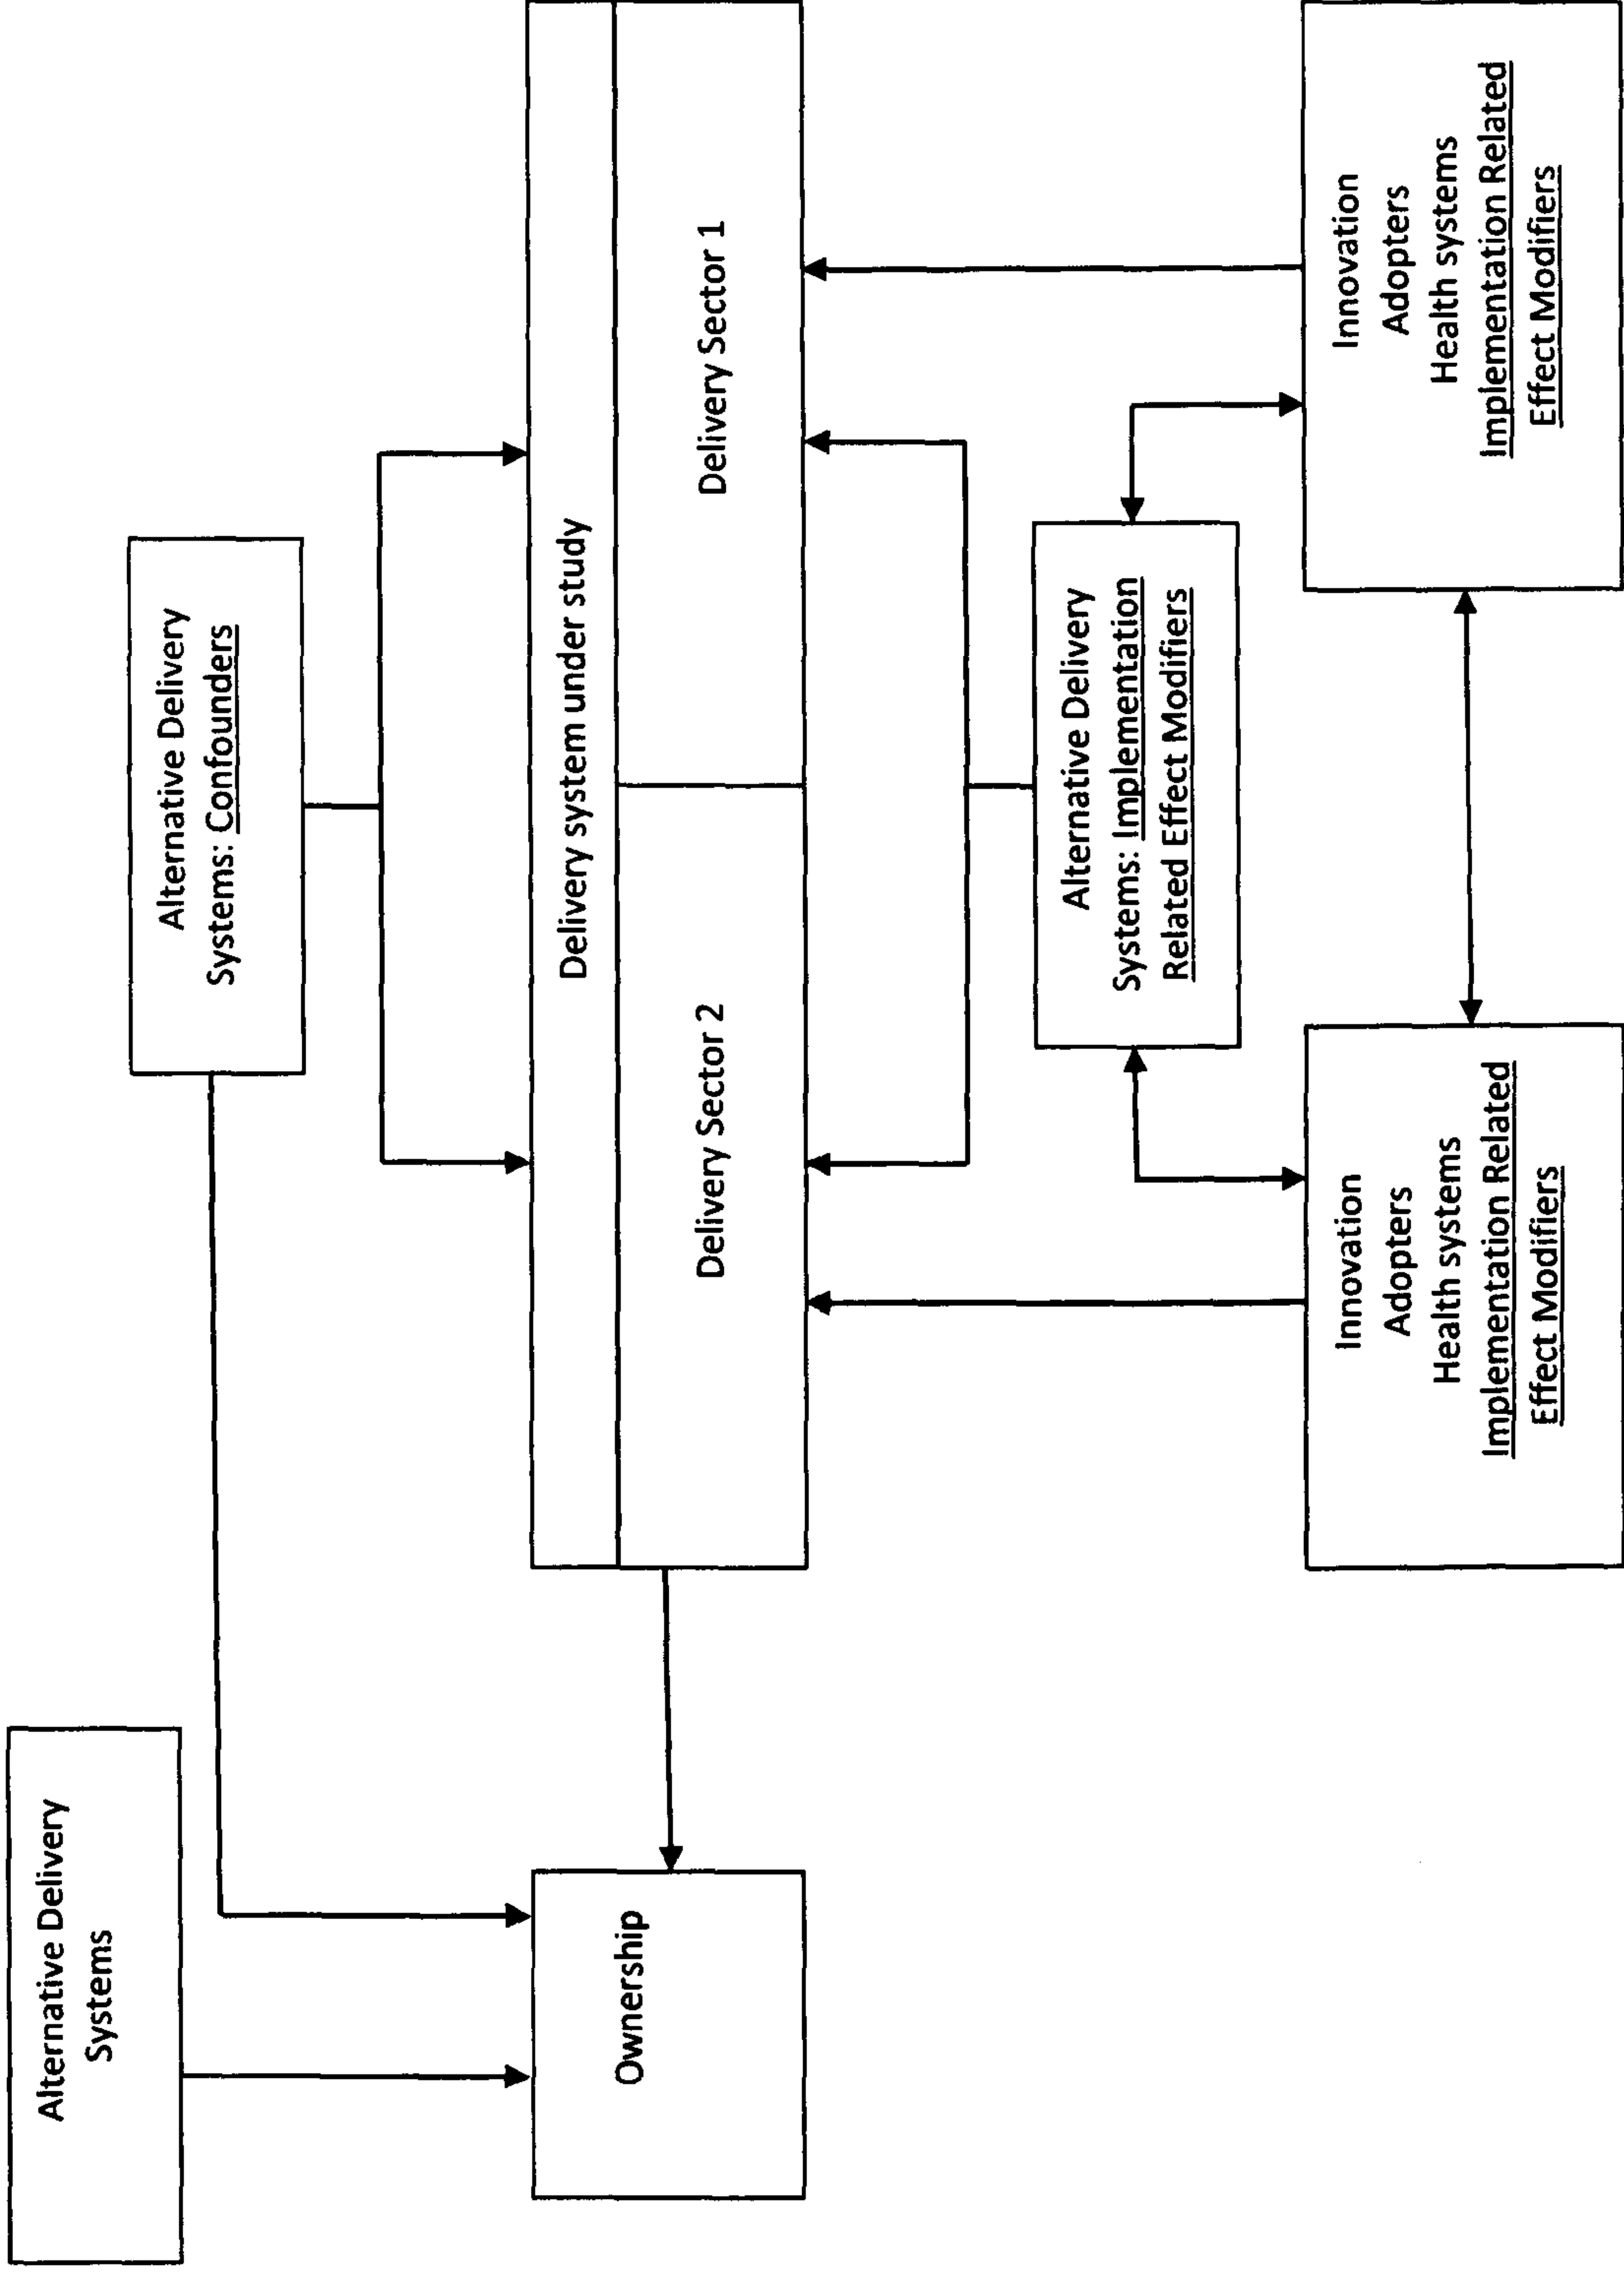 Alternative Delivery
Systems
Alternative Delivery
Systems: Confounders
Ownership
Delivery system under study
Delivery Sector 2
Delivery Sector 1
Alternative Delivery
Systems: Implementation
Related Effect Modifiers
Innovation
Adopters
Health systems
Implementation Related
Effect Modifiers
Innovation
Adopters
Health systems
Implementation Related
Effect Modifiers